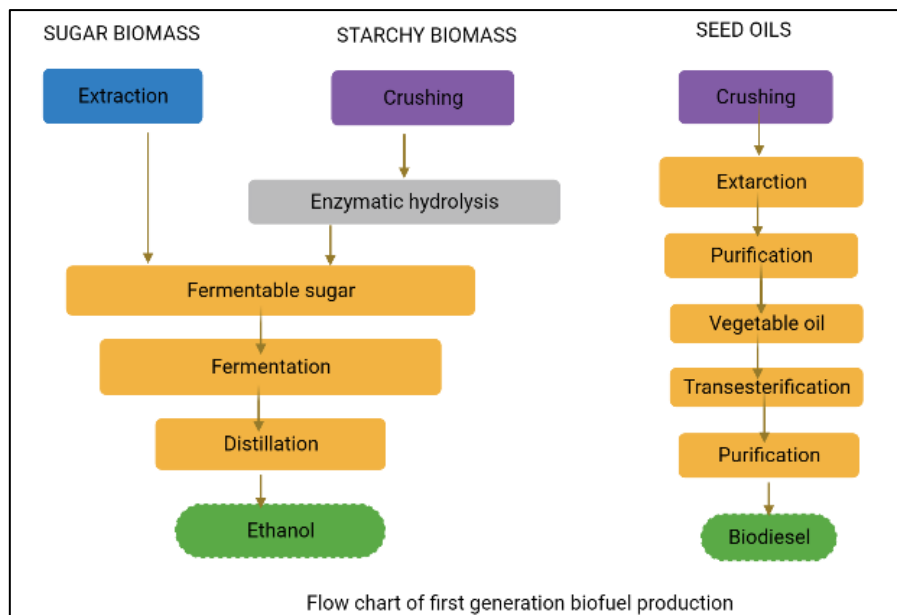 SUGAR BIOMASS
STARCHY BIOMASS
SEED OILS
Extraction
Crushing
Crushing
Enzymatic hydrolysis
Extarction
Purification
Fermentable sugar
Vegetable oil
Fermentation
Transesterification
Distillation
Purification
Ethanol
Biodiesel
Flow chart of first generation biofuel production